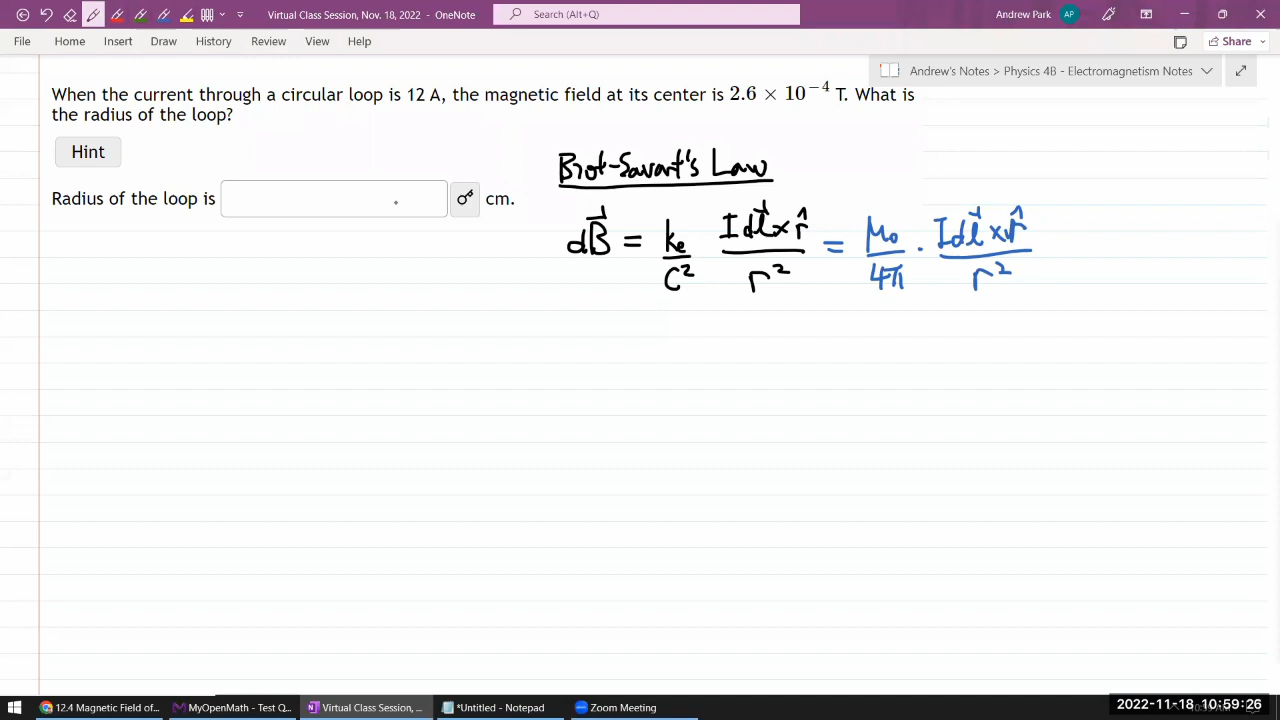 Virtual Class Session, Nov. 18, 2022 - OneNote
Search (Alt+Q)
Andrew Park
AP
File Home Insert Draw History Review View Help
Share
Andrew's Notes > Physics 4B - Electromagnetism Notes
When the current through a circular loop is 12 A, the magnetic field at its center is 2.6 × 10⁻⁴ T. What is
the radius of the loop?
Hint
Radius of the loop is
cm.
Biot-Savart's Law
dB⃗ = kₑ/c² Idl⃗ × r̂/r² = μ₀/4π · Idl⃗ × r̂/r²
12.4 Magnetic Field of...
MyOpenMath - Test Q...
Virtual Class Session, ...
*Untitled - Notepad
Zoom Meeting
2022-11-18 10:59:26